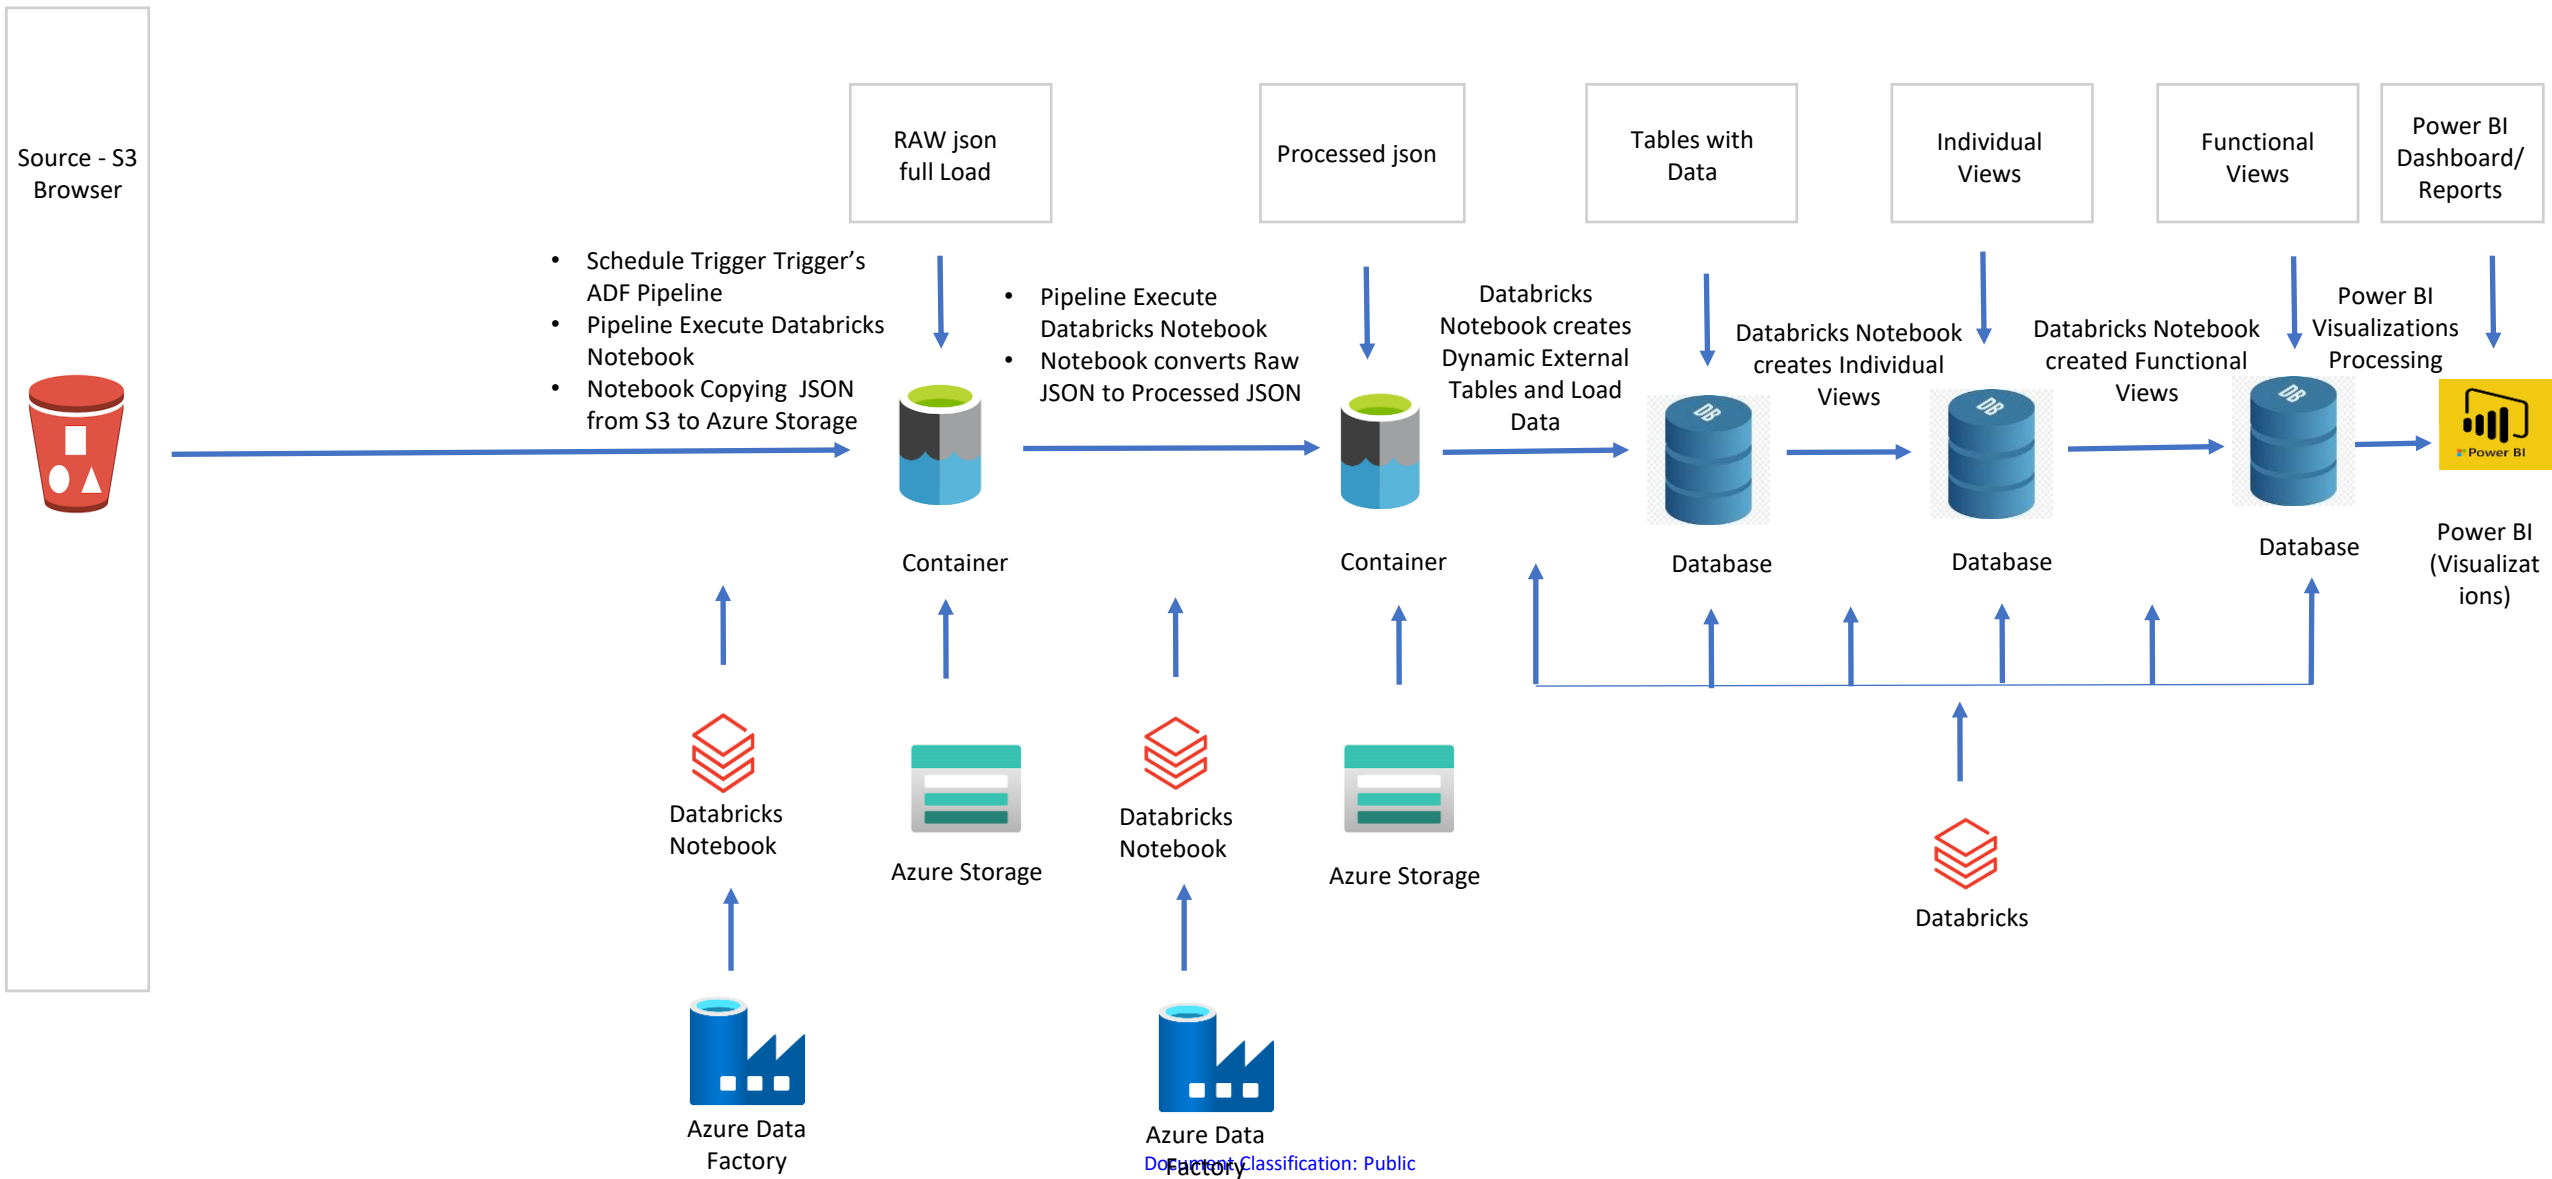 Source - S3
Browser
RAW json
full Load
Processed json
Tables with
Data
Individual
Views
Functional
Views
Power BI
Dashboard/
Reports
• Schedule Trigger Trigger’s
ADF Pipeline
• Pipeline Execute Databricks
Notebook
• Notebook Copying  JSON
from S3 to Azure Storage
• Pipeline Execute
Databricks Notebook
• Notebook converts Raw
JSON to Processed JSON
Databricks
Notebook creates
Dynamic External
Tables and Load
Data
Databricks Notebook
creates Individual
Views
Databricks Notebook
created Functional
Views
Power BI
Visualizations
Processing
DB
DB
DB
Power BI
Container
Container
Database
Database
Database
Power BI
(Visualizat
ions)
Databricks
Notebook
Azure Storage
Databricks
Notebook
Azure Storage
Databricks
Azure Data
Factory
Azure Data
Factory
Document Classification: Public